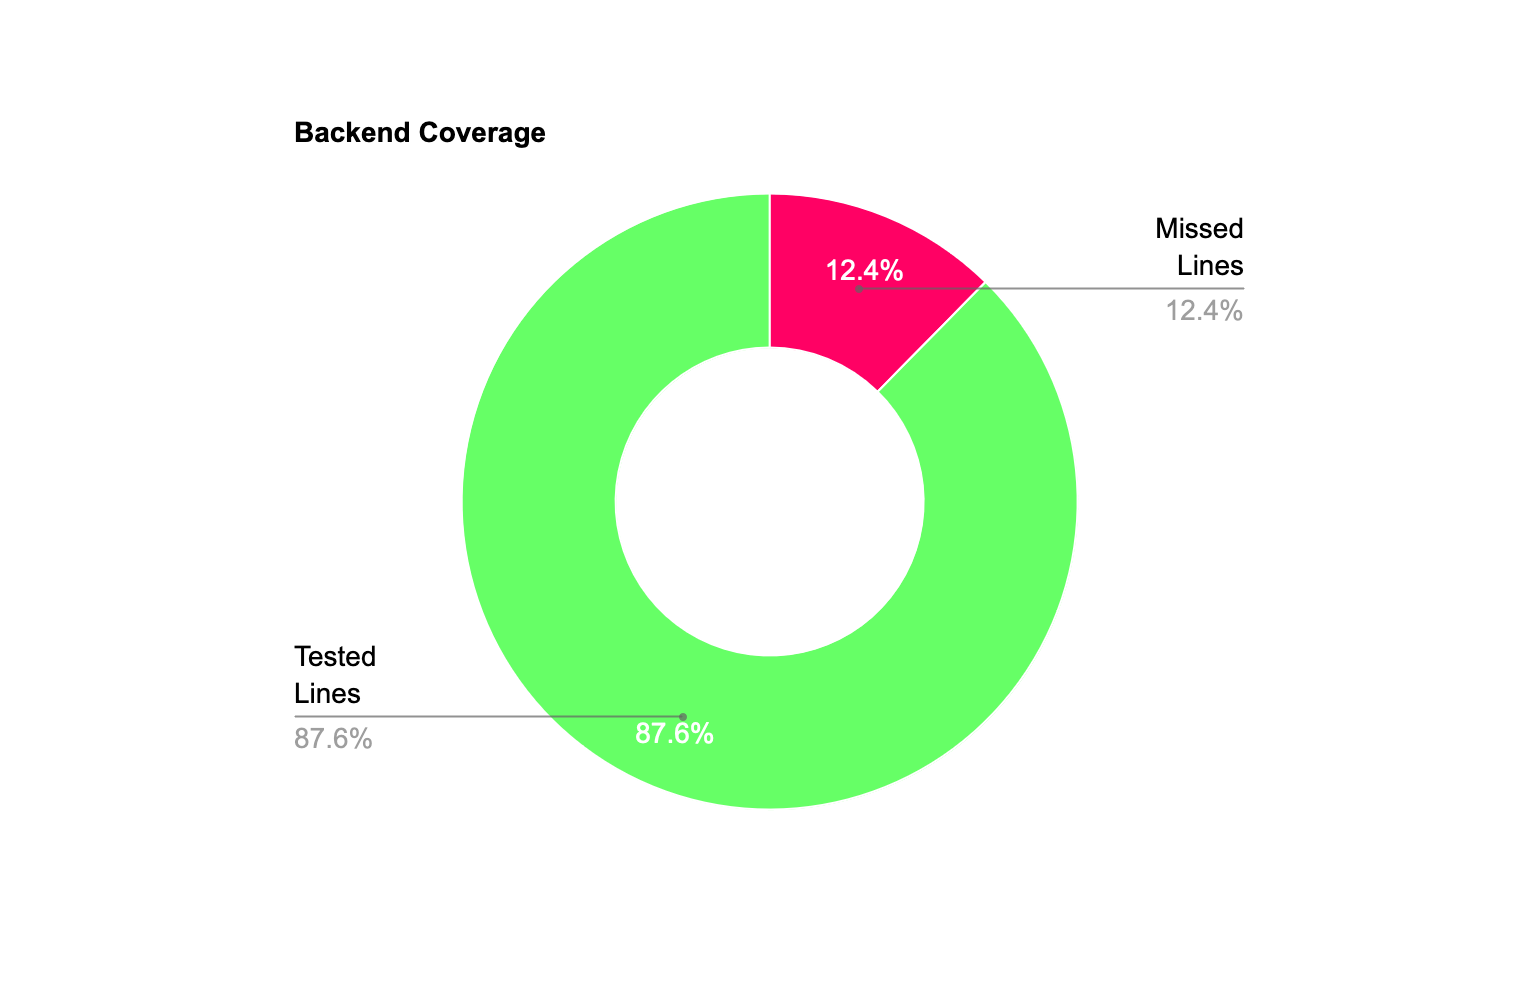 Backend Coverage
Missed
Lines
12.4%
12.4%
Tested
Lines
87.6%
87.6%